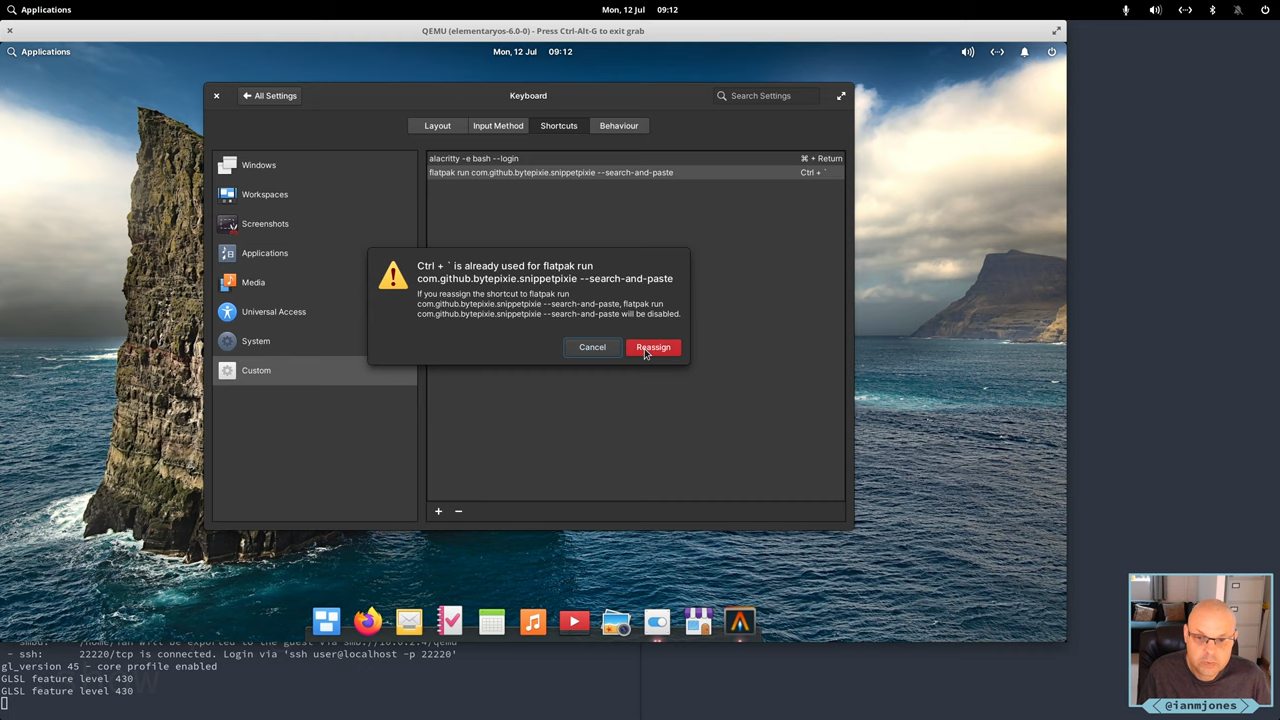 Applications
Mon, 12 Jul 09:12
QEMU (elementaryos-6.0-0) - Press Ctrl-Alt-G to exit grab
Applications
Mon, 12 Jul 09:12
All Settings
Keyboard
Search Settings
Layout
Input Method
Shortcuts
Behaviour
Windows
Workspaces
Screenshots
Applications
Media
Universal Access
System
Custom
alacritty -e bash --login
⌘ + Return
flatpak run com.github.bytepixie.snippetpixie --search-and-paste
Ctrl + `
Ctrl + ` is already used for flatpak run
com.github.bytepixie.snippetpixie --search-and-paste
If you reassign the shortcut to flatpak run
com.github.bytepixie.snippetpixie --search-and-paste, flatpak run
com.github.bytepixie.snippetpixie --search-and-paste will be disabled.
Cancel
Reassign
- ssh: 22220/tcp is connected. Login via 'ssh user@localhost -p 22220'
gl_version 45 - core profile enabled
GLSL feature level 430
GLSL feature level 430
@ianmjones